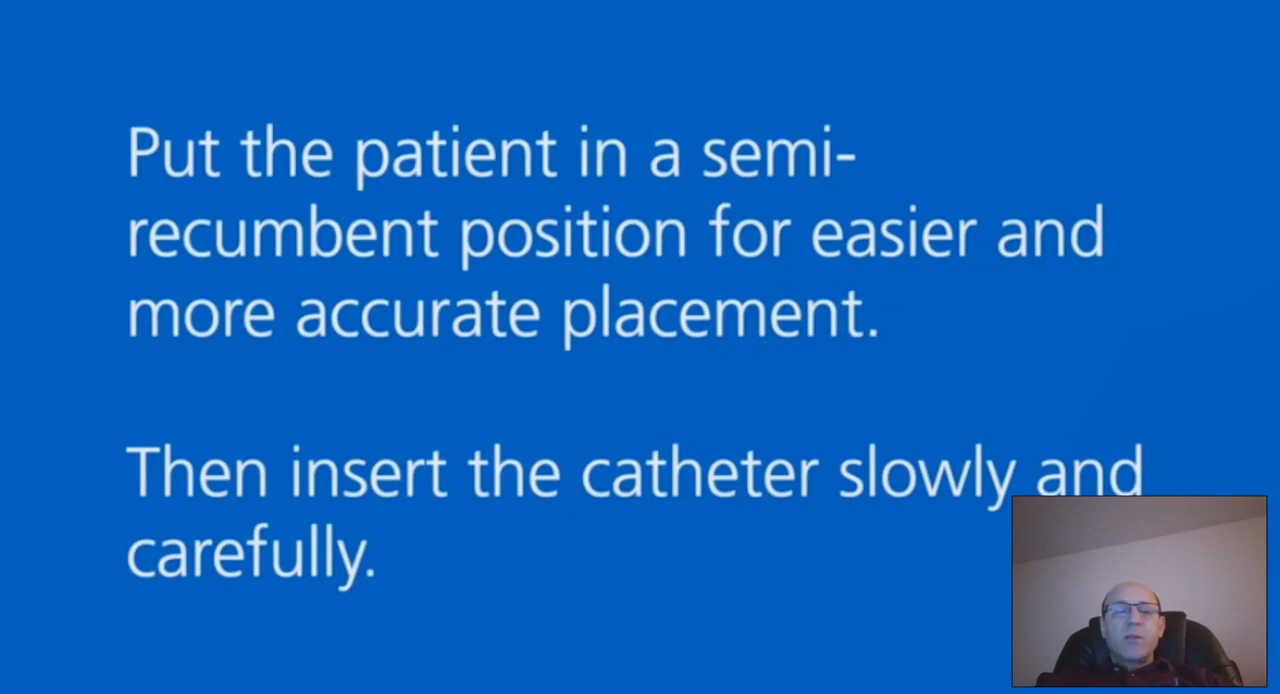 Put the patient in a semi-
recumbent position for easier and
more accurate placement.
Then insert the catheter slowly and
carefully.